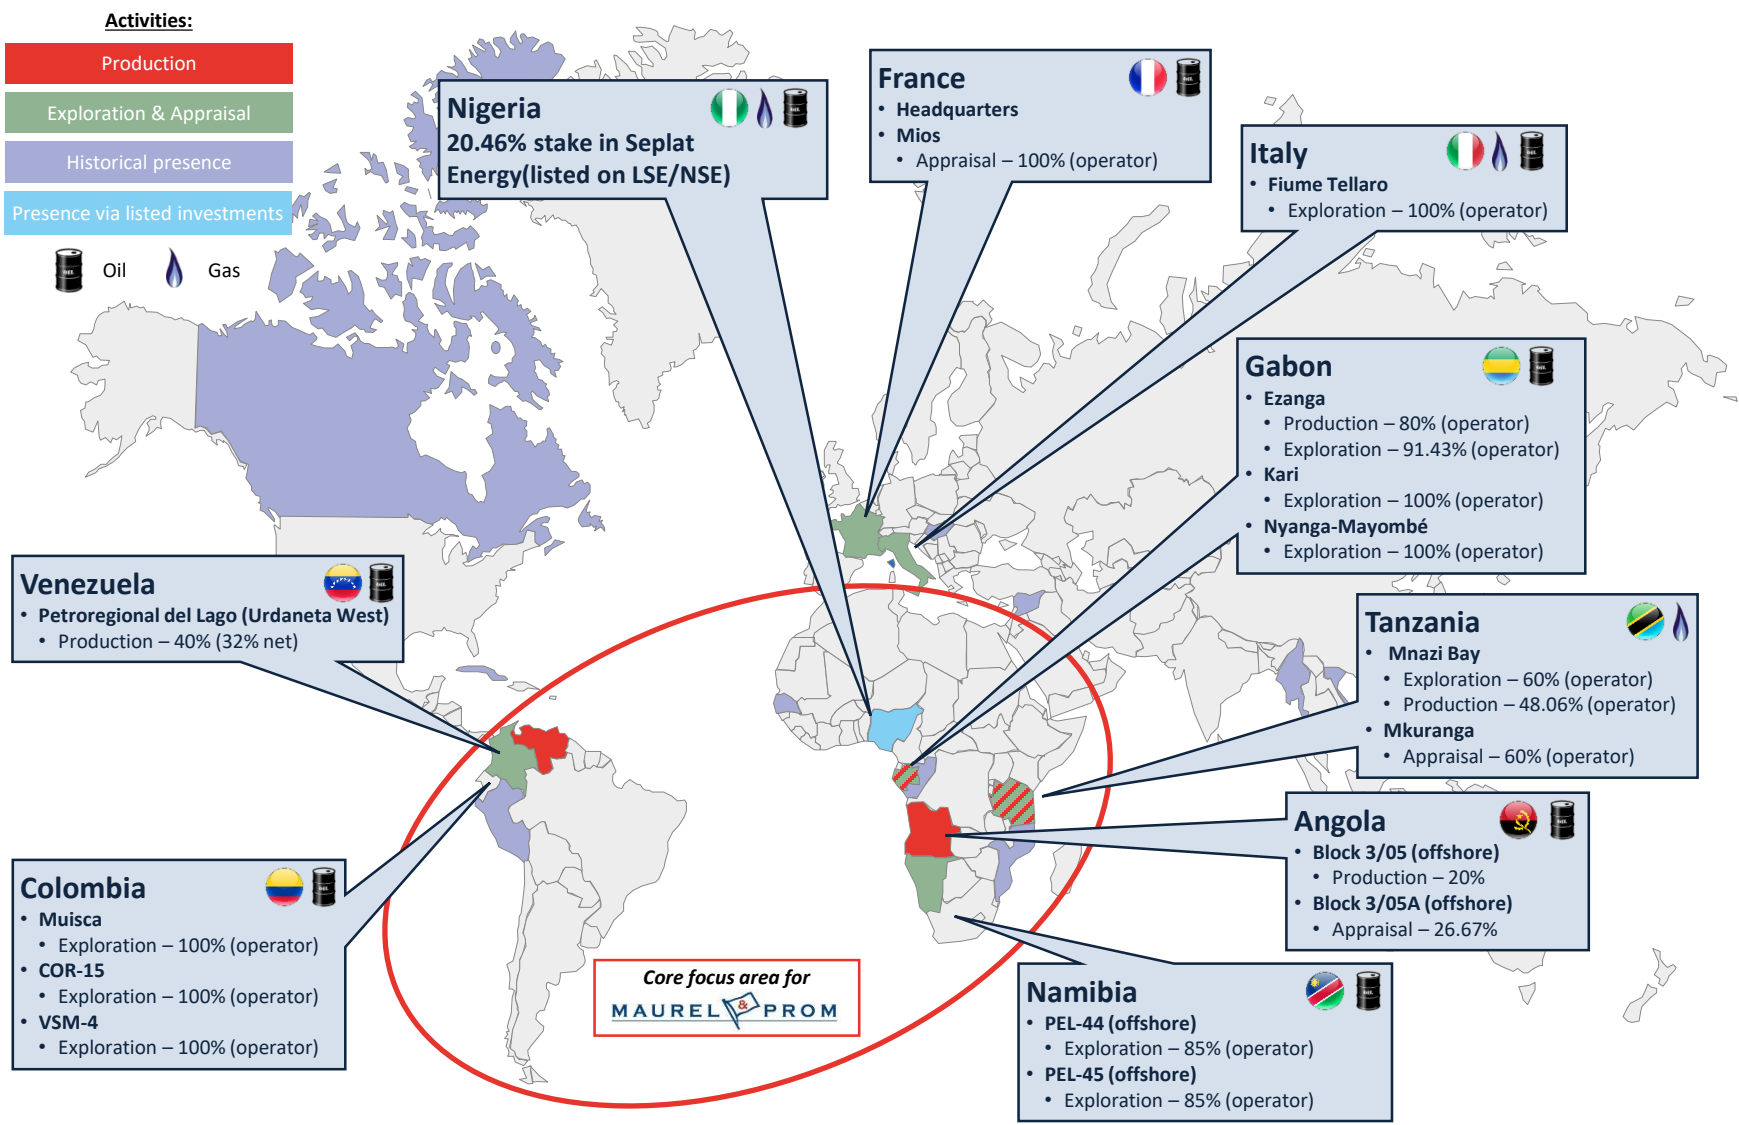 Activities:
Production
Exploration & Appraisal
Historical presence
Presence via listed investments
Oil
Gas
Nigeria
20.46% stake in Seplat
Energy(listed on LSE/NSE)
France
• Headquarters
• Mios
• Appraisal – 100% (operator)
Italy
• Fiume Tellaro
• Exploration – 100% (operator)
Gabon
• Ezanga
• Production – 80% (operator)
• Exploration – 91.43% (operator)
• Kari
• Exploration – 100% (operator)
• Nyanga-Mayombé
• Exploration – 100% (operator)
Venezuela
• Petroregional del Lago (Urdaneta West)
• Production – 40% (32% net)
Tanzania
• Mnazi Bay
• Exploration – 60% (operator)
• Production – 48.06% (operator)
• Mkuranga
• Appraisal – 60% (operator)
Angola
• Block 3/05 (offshore)
• Production – 20%
• Block 3/05A (offshore)
• Appraisal – 26.67%
Colombia
• Muisca
• Exploration – 100% (operator)
• COR-15
• Exploration – 100% (operator)
• VSM-4
• Exploration – 100% (operator)
Core focus area for
MAUREL & PROM
Namibia
• PEL-44 (offshore)
• Exploration – 85% (operator)
• PEL-45 (offshore)
• Exploration – 85% (operator)